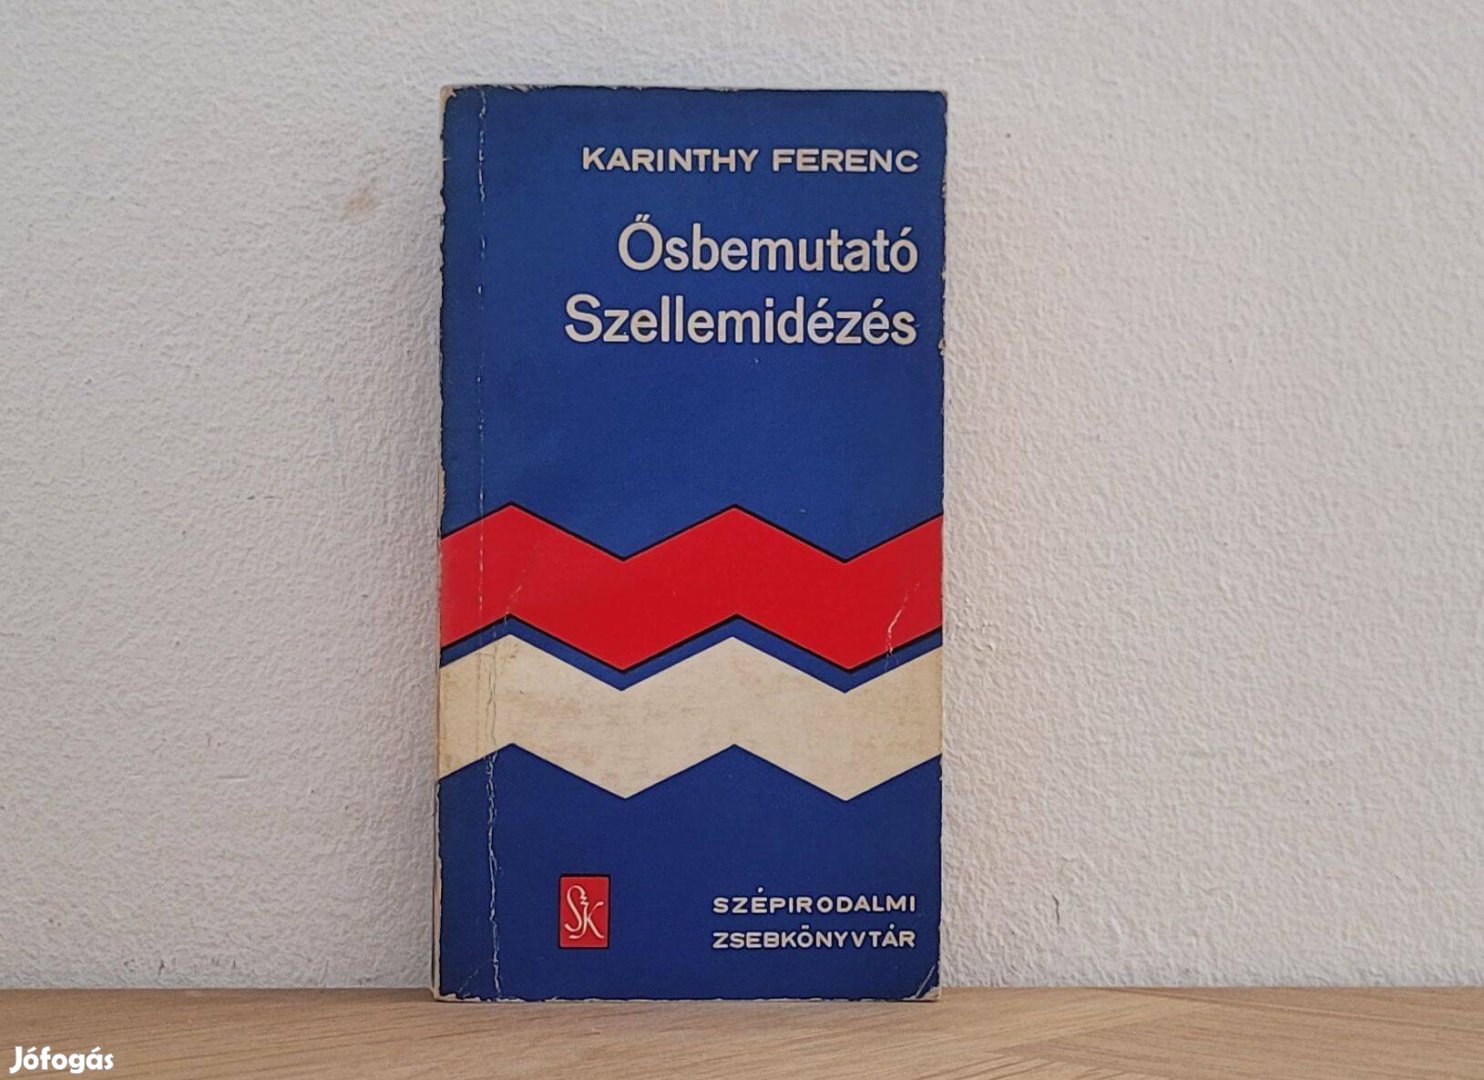 KARINTHY FERENC
Ősbemutató
Szellemidézés
SzK
SZÉPIRODALMI
ZSEBKÖNYVTÁR
Jófogás